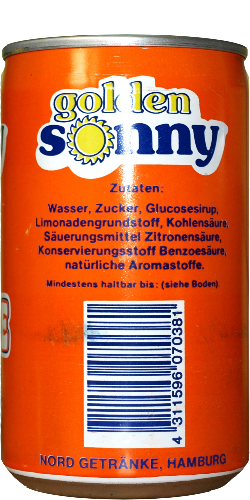 golden
sonny
Zutaten:
Wasser, Zucker, Glucosesirup,
Limonadengrundstoff, Kohlensäure,
Säuerungsmittel Zitronensäure,
Konservierungsstoff Benzoesäure,
natürliche Aromastoffe.
Mindestens haltbar bis: (siehe Boden).
4 311596 070381
NORD GETRÄNKE, HAMBURG